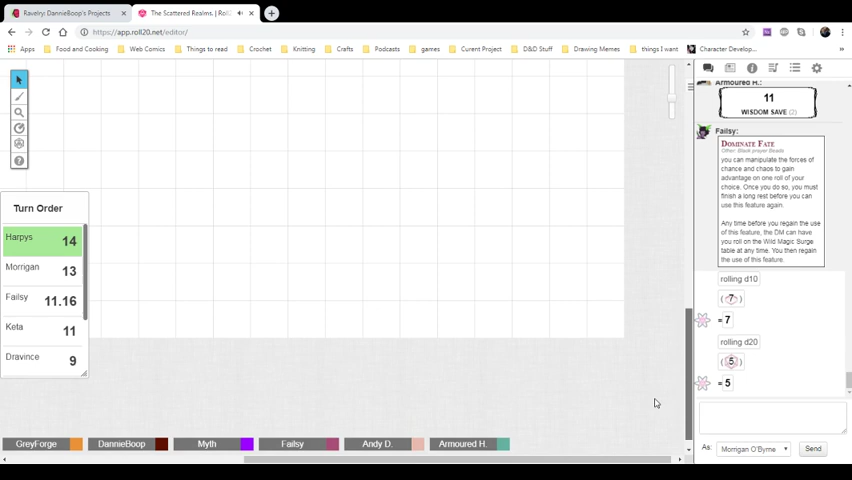 Ravelry: DannieBoop's Projects
The Scattered Realms. | Roll2
https://app.roll20.net/editor/
Apps
Food and Cooking
Web Comics
Things to read
Crochet
Knitting
Crafts
Podcasts
games
Curent Project
D&D Stuff
Drawing Memes
things I want
Character Develop...
Turn Order
Harpys 14
Morrigan 13
Failsy 11.16
Keta 11
Dravince 9
Armoured H.:
11
WISDOM SAVE (2)
Failsy:
DOMINATE FATE
Other: Black prayer Beads
you can manipulate the forces of
chance and chaos to gain
advantage on one roll of your
choice. Once you do so, you must
finish a long rest before you can
use this feature again.
Any time before you regain the use
of this feature, the DM can have
you roll on the Wild Magic Surge
table at any time. You then regain
the use of this feature.
rolling d10
(7)
=7
rolling d20
(5)
=5
As: Morrigan O'Byrne
Send
GreyForge
DannieBoop
Myth
Failsy
Andy D.
Armoured H.